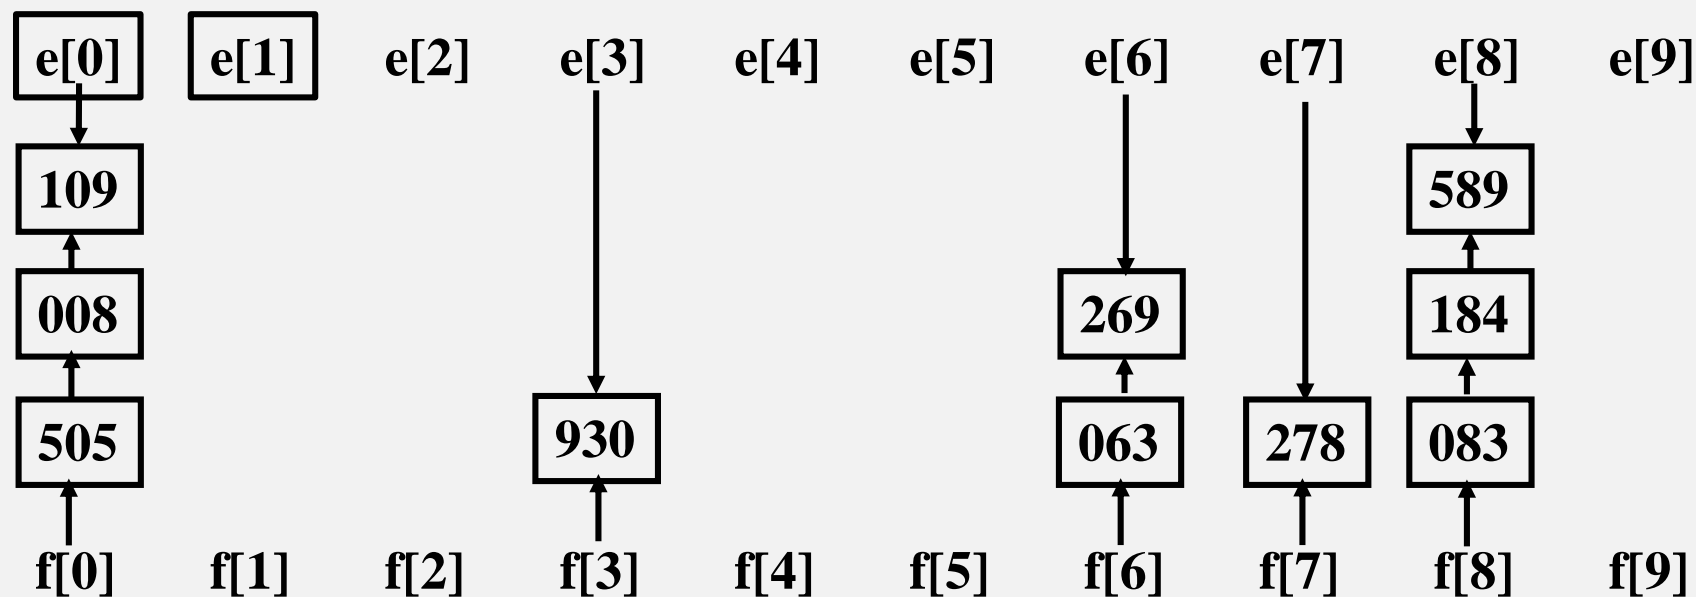 e[0] e[1] e[2] e[3] e[4] e[5] e[6] e[7] e[8] e[9]
109 589
008 269 184
505 930 063 278 083
f[0] f[1] f[2] f[3] f[4] f[5] f[6] f[7] f[8] f[9]